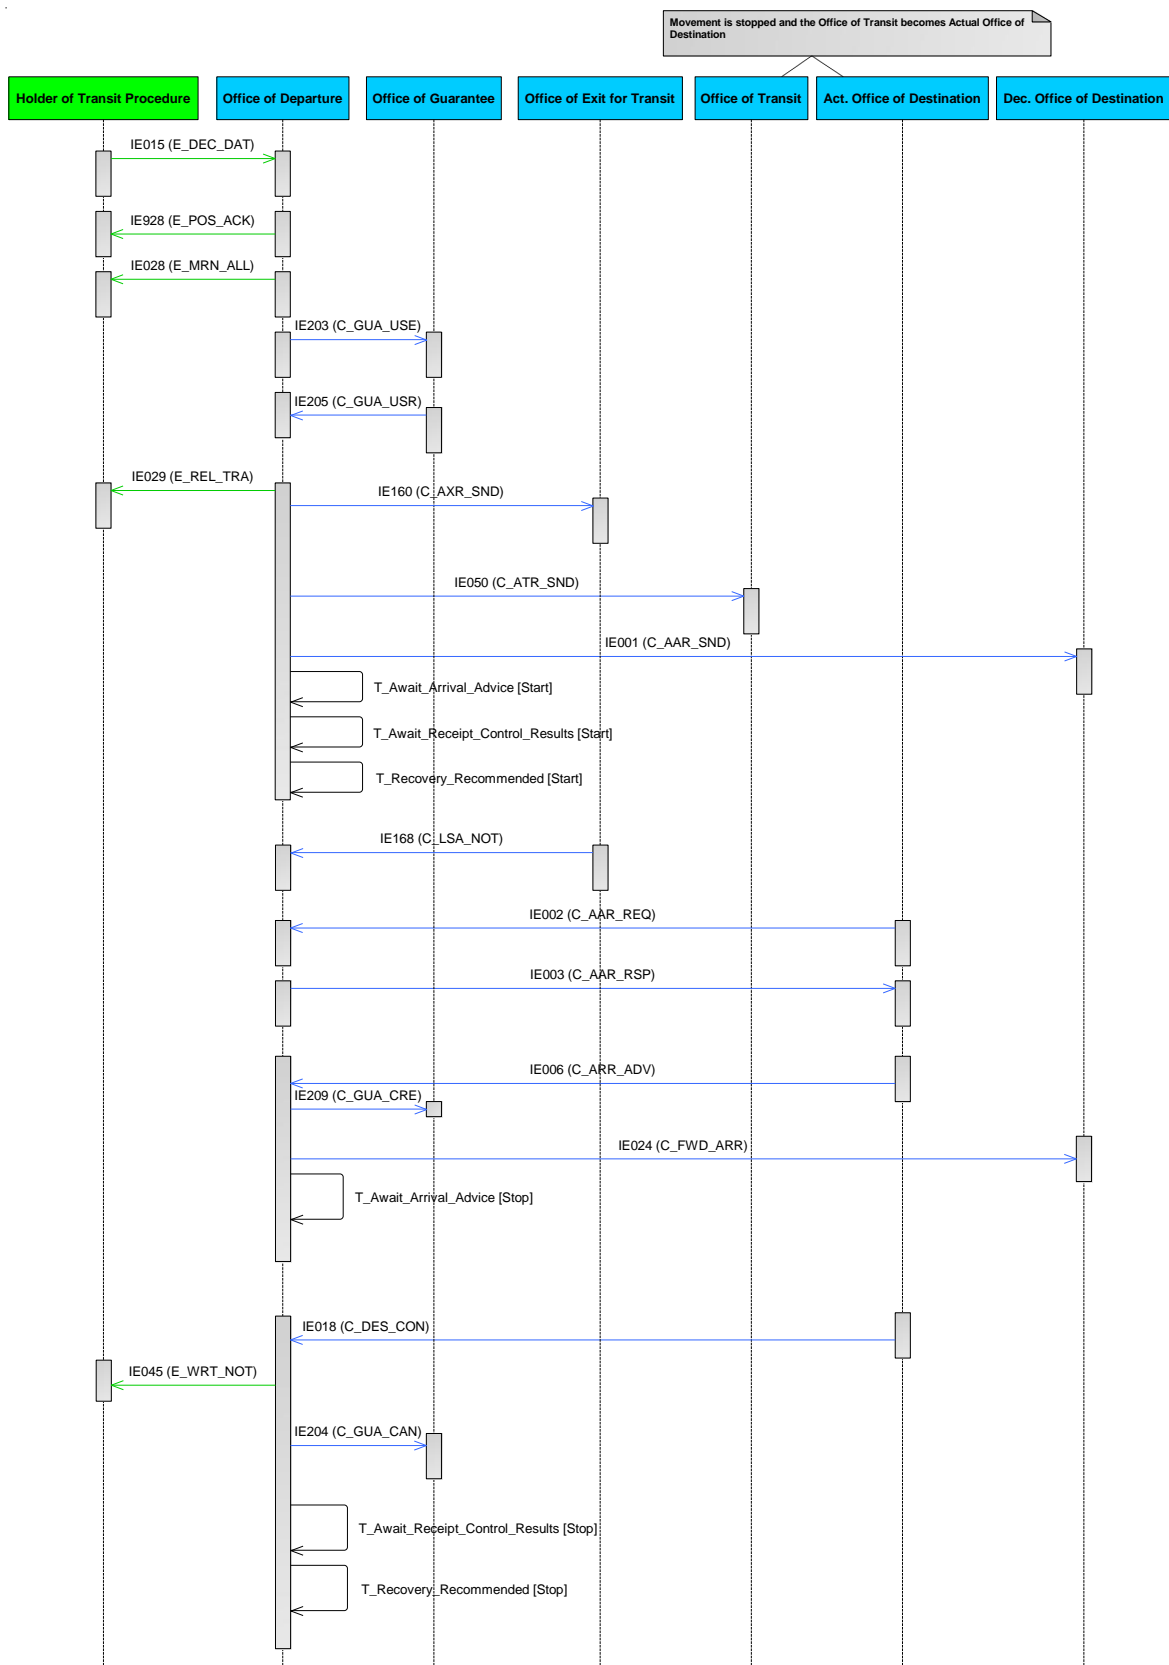 Movement is stopped and the Office of Transit becomes Actual Office of
Destination
Holder of Transit Procedure
Office of Departure
Office of Guarantee
Office of Exit for Transit
Office of Transit
Act. Office of Destination
Dec. Office of Destination
IE015 (E_DEC_DAT)
IE928 (E_POS_ACK)
IE028 (E_MRN_ALL)
IE203 (C_GUA_USE)
IE205 (C_GUA_USR)
IE029 (E_REL_TRA)
IE160 (C_AXR_SND)
IE050 (C_ATR_SND)
IE001 (C_AAR_SND)
T_Await_Arrival_Advice [Start]
T_Await_Receipt_Control_Results [Start]
T_Recovery_Recommended [Start]
IE168 (C_LSA_NOT)
IE002 (C_AAR_REQ)
IE003 (C_AAR_RSP)
IE006 (C_ARR_ADV)
IE209 (C_GUA_CRE)
IE024 (C_FWD_ARR)
T_Await_Arrival_Advice [Stop]
IE018 (C_DES_CON)
IE045 (E_WRT_NOT)
IE204 (C_GUA_CAN)
T_Await_Receipt_Control_Results [Stop]
T_Recovery_Recommended [Stop]